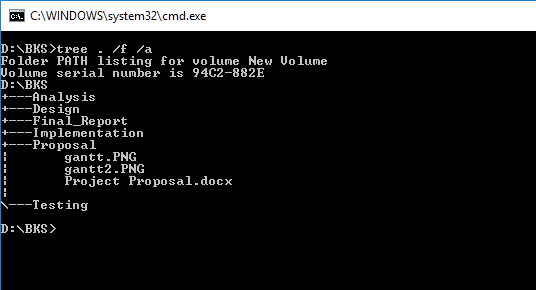 C:\WINDOWS\system32\cmd.exe
D:\BKS>tree . /f /a
Folder PATH listing for volume New Volume
Volume serial number is 94C2-882E
D:\BKS
+---Analysis
+---Design
+---Final_Report
+---Implementation
+---Proposal
¦       gantt.PNG
¦       gantt2.PNG
¦       Project Proposal.docx
¦
\---Testing
D:\BKS>